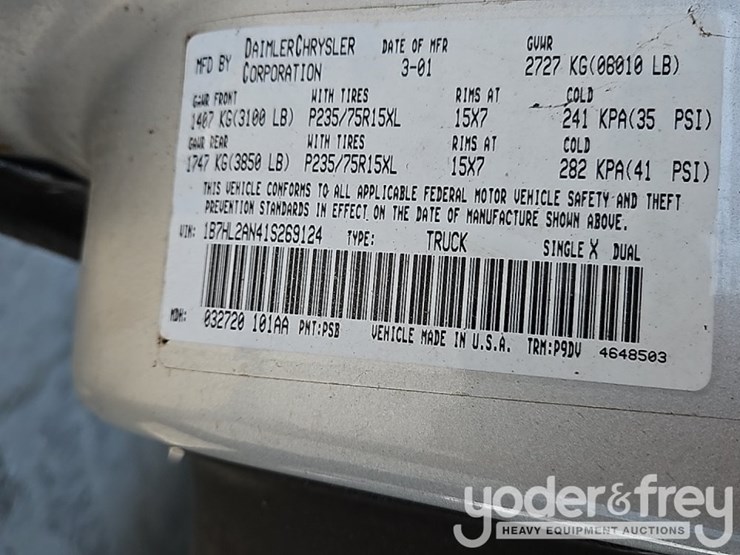 MFD BY DAIMLERCHRYSLER CORPORATION DATE OF MFR 3-01 GVWR 2727 KG(08010 LB)
GAWR FRONT WITH TIRES RIMS AT COLD
1407 KG(3100 LB) P235/75R15XL 15X7 241 KPA(35 PSI)
GAWR REAR WITH TIRES RIMS AT COLD
1747 KG(3850 LB) P235/75R15XL 15X7 282 KPA(41 PSI)
THIS VEHICLE CONFORMS TO ALL APPLICABLE FEDERAL MOTOR VEHICLE SAFETY AND THEFT
PREVENTION STANDARDS IN EFFECT ON THE DATE OF MANUFACTURE SHOWN ABOVE.
VIN: 1B7HL2AN41S269124 TYPE: TRUCK SINGLE X DUAL
MDH: 032720 101AA PNT:PSB VEHICLE MADE IN U.S.A. TRM:P9DV 4648503
yoder&frey
HEAVY EQUIPMENT AUCTIONS